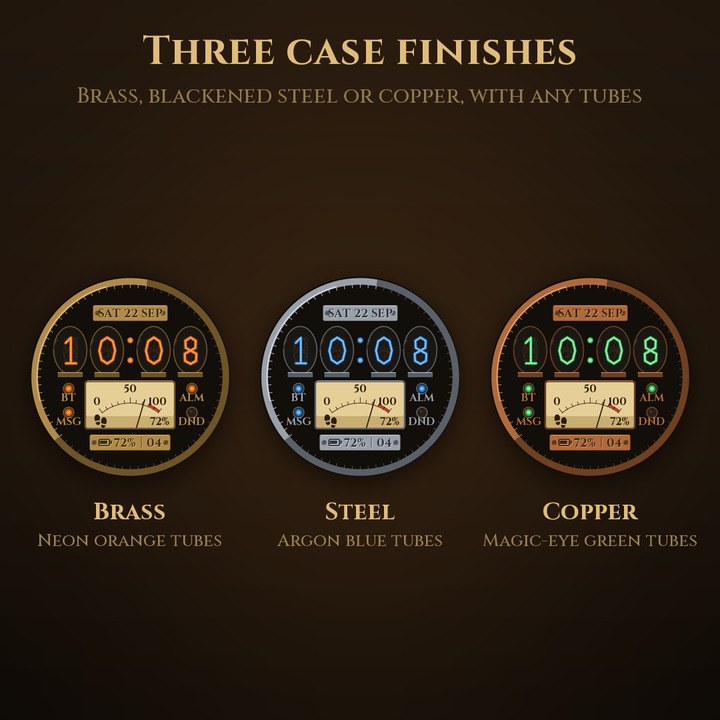 Three case finishes
Brass, blackened steel or copper, with any tubes
SAT 22 SEP
10:08
50
0 100
BT ALM
MSG DND
72%
72% 04
SAT 22 SEP
10:08
50
0 100
BT ALM
MSG DND
72%
72% 04
SAT 22 SEP
10:08
50
0 100
BT ALM
MSG DND
72%
72% 04
Brass
Neon orange tubes
Steel
Argon blue tubes
Copper
Magic-eye green tubes